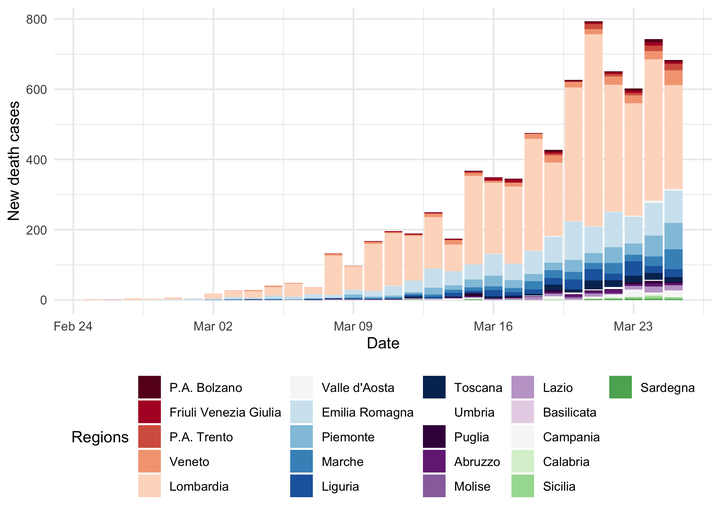 800
600
400
200
0
New death cases
Feb 24 Mar 02 Mar 09 Mar 16 Mar 23
Date
Regions
P.A. Bolzano Valle d'Aosta Toscana Lazio Sardegna
Friuli Venezia Giulia Emilia Romagna Umbria Basilicata
P.A. Trento Piemonte Puglia Campania
Veneto Marche Abruzzo Calabria
Lombardia Liguria Molise Sicilia